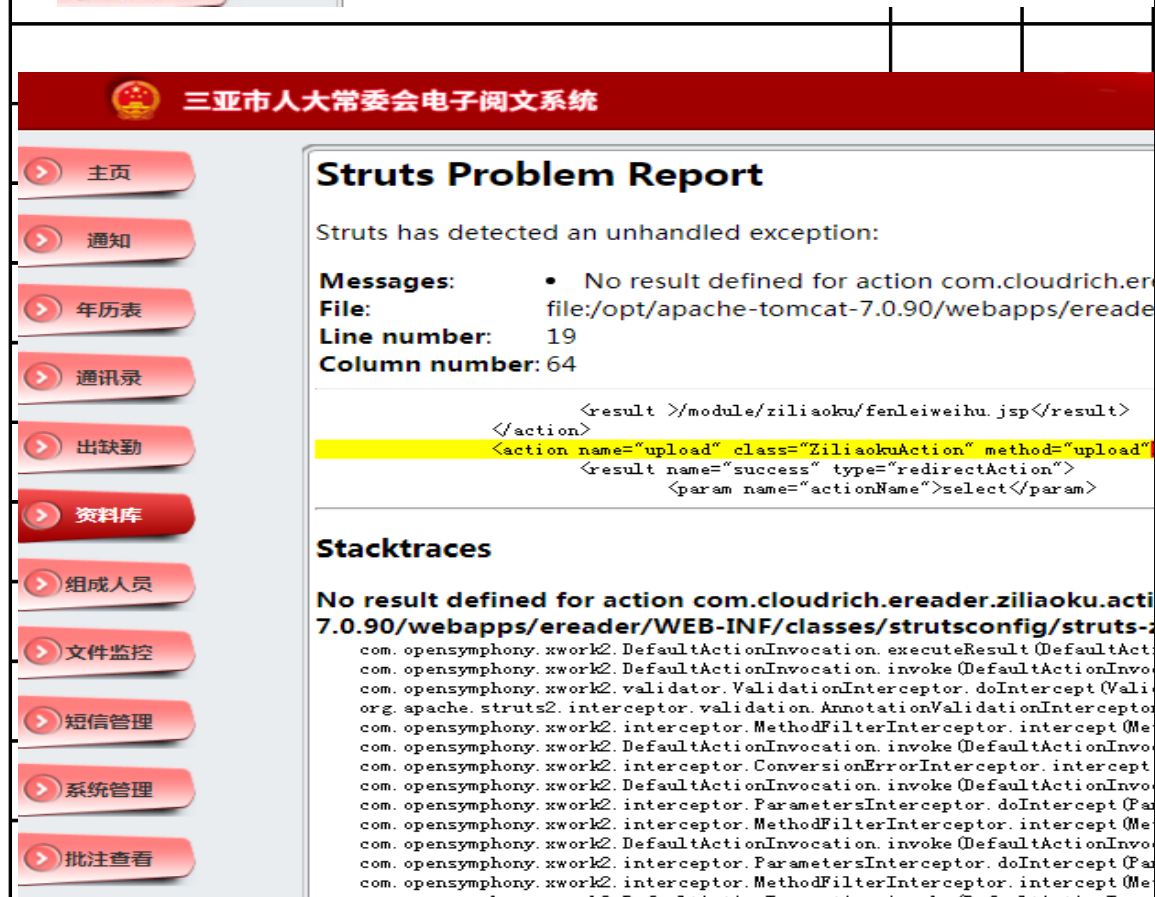 三亚市人大常委会电子阅文系统
主页
通知
年历表
通讯录
出缺勤
资料库
组成人员
文件监控
短信管理
系统管理
批注查看
Struts Problem Report
Struts has detected an unhandled exception:
Messages: • No result defined for action com.cloudrich.er
File: file:/opt/apache-tomcat-7.0.90/webapps/ereade
Line number: 19
Column number: 64
<result >/module/ziliaoku/fenleiweihu.jsp</result>
</action>
<action name="upload" class="ZiliaokuAction" method="upload"
<result name="success" type="redirectAction">
<param name="actionName">select</param>
Stacktraces
No result defined for action com.cloudrich.ereader.ziliaoku.acti
7.0.90/webapps/ereader/WEB-INF/classes/strutsconfig/struts-z
com.opensymphony.xwork2.DefaultActionInvocation.executeResult(DefaultActi
com.opensymphony.xwork2.DefaultActionInvocation.invoke(DefaultActionInvo
com.opensymphony.xwork2.validator.ValidationInterceptor.doIntercept(Vali
org.apache.struts2.interceptor.validation.AnnotationValidationInterceptor
com.opensymphony.xwork2.interceptor.MethodFilterInterceptor.intercept(Me
com.opensymphony.xwork2.DefaultActionInvocation.invoke(DefaultActionInvo
com.opensymphony.xwork2.interceptor.ConversionErrorInterceptor.intercept
com.opensymphony.xwork2.DefaultActionInvocation.invoke(DefaultActionInvo
com.opensymphony.xwork2.interceptor.ParametersInterceptor.doIntercept(Pa
com.opensymphony.xwork2.interceptor.MethodFilterInterceptor.intercept(Me
com.opensymphony.xwork2.DefaultActionInvocation.invoke(DefaultActionInvo
com.opensymphony.xwork2.interceptor.ParametersInterceptor.doIntercept(Pa
com.opensymphony.xwork2.interceptor.MethodFilterInterceptor.intercept(Me